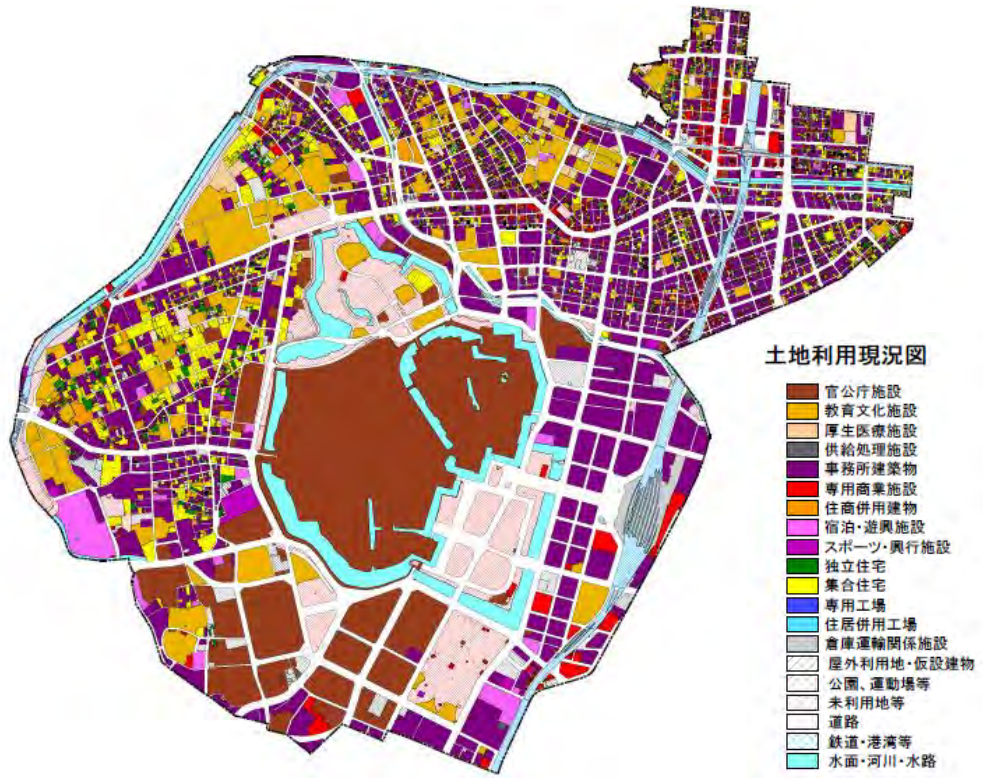 土地利用現況図
官公庁施設
教育文化施設
厚生医療施設
供給処理施設
事務所建築物
専用商業施設
住商併用建物
宿泊・遊興施設
スポーツ・興行施設
独立住宅
集合住宅
専用工場
住居併用工場
倉庫運輸関係施設
屋外利用地・仮設建物
公園、運動場等
未利用地等
道路
鉄道・港湾等
水面・河川・水路